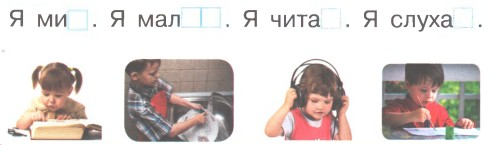 Я ми . Я мал . Я чита . Я слуха .